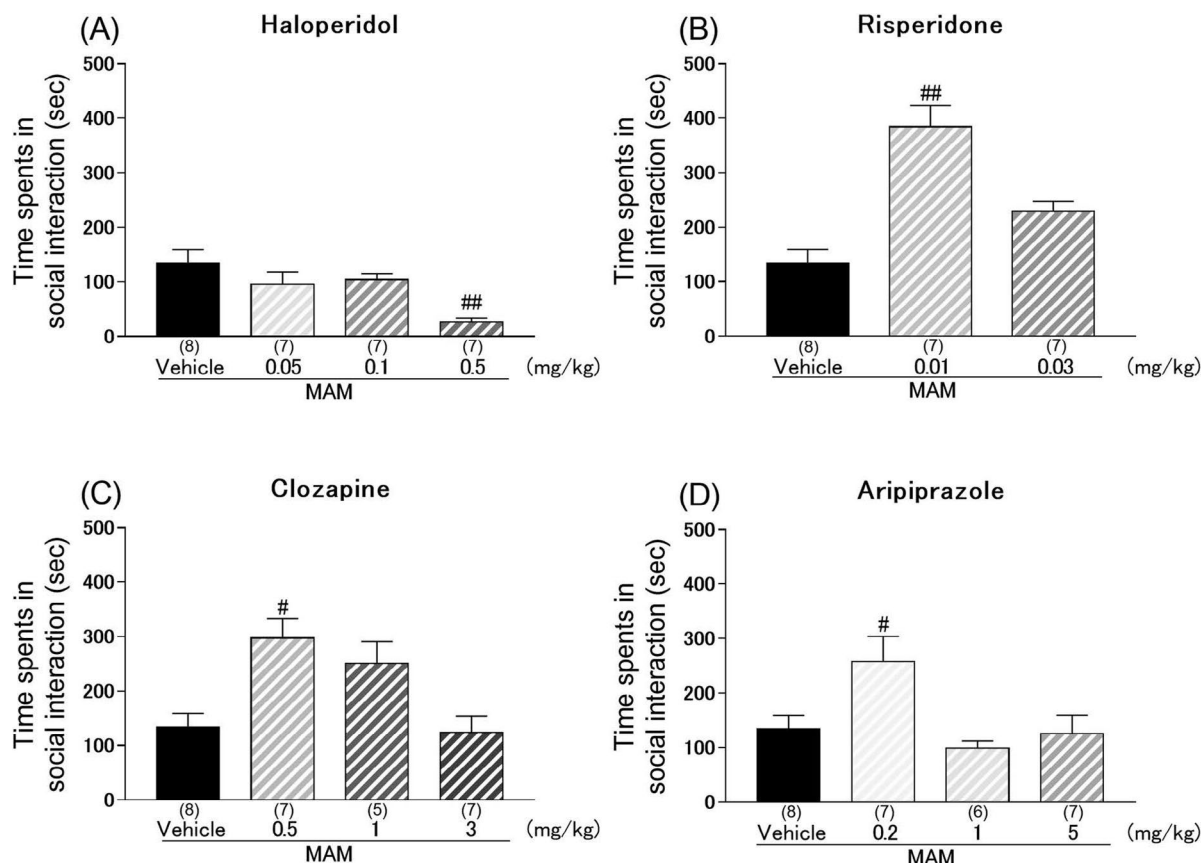 (A) Haloperidol
Time spents in
social interaction (sec)
500
400
300
200
100
0
##
(8) (7) (7) (7)
Vehicle 0.05 0.1 0.5 (mg/kg)
MAM
(B) Risperidone
Time spents in
social interaction (sec)
500
400
300
200
100
0
##
(8) (7) (7)
Vehicle 0.01 0.03 (mg/kg)
MAM
(C) Clozapine
Time spents in
social interaction (sec)
500
400
300
200
100
0
#
(8) (7) (5) (7)
Vehicle 0.5 1 3 (mg/kg)
MAM
(D) Aripiprazole
Time spents in
social interaction (sec)
500
400
300
200
100
0
#
(8) (7) (6) (7)
Vehicle 0.2 1 5 (mg/kg)
MAM